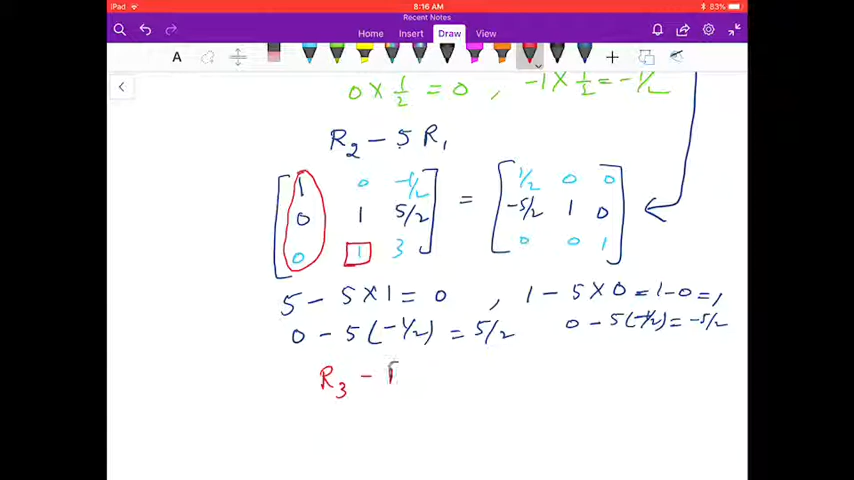 iPad 8:16 AM 83%
Recent Notes
Home Insert Draw View
A
0 × 1/2 = 0 , -1 × 1/2 = -1/2
R₂ - 5 R₁
[ 1 0 -1/2 ; 0 1 5/2 ; 0 1 3 ] = [ 1/2 0 0 ; -5/2 1 0 ; 0 0 1 ]
5 - 5×1 = 0 , 1 - 5×0 = 1-0 = 1
0 - 5(-1/2) = 5/2 0 - 5(-1/2) = -5/2
R₃ -